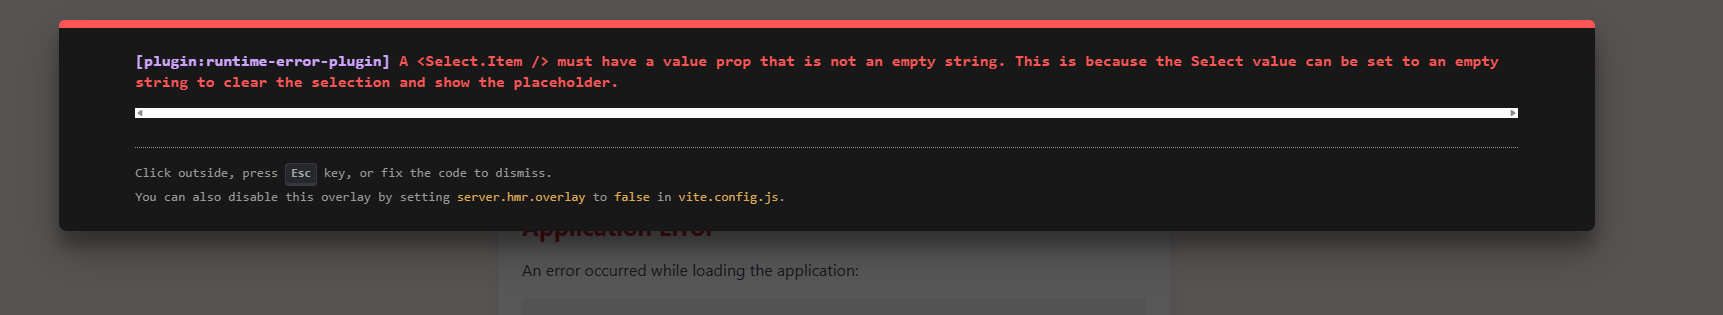 [plugin:runtime-error-plugin] A <Select.Item /> must have a value prop that is not an empty string. This is because the Select value can be set to an empty
string to clear the selection and show the placeholder.
Click outside, press Esc key, or fix the code to dismiss.
You can also disable this overlay by setting server.hmr.overlay to false in vite.config.js.
Application Error
An error occurred while loading the application: